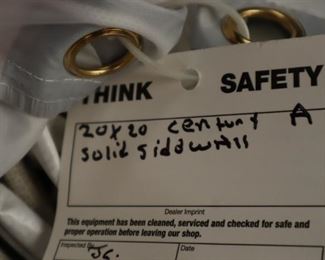 THINK SAFETY
20x20 Century A
Solid Sidewall
Dealer Imprint
This equipment has been cleaned, serviced and checked for safe and
proper operation before leaving our shop.
Inspected By Date
JG.